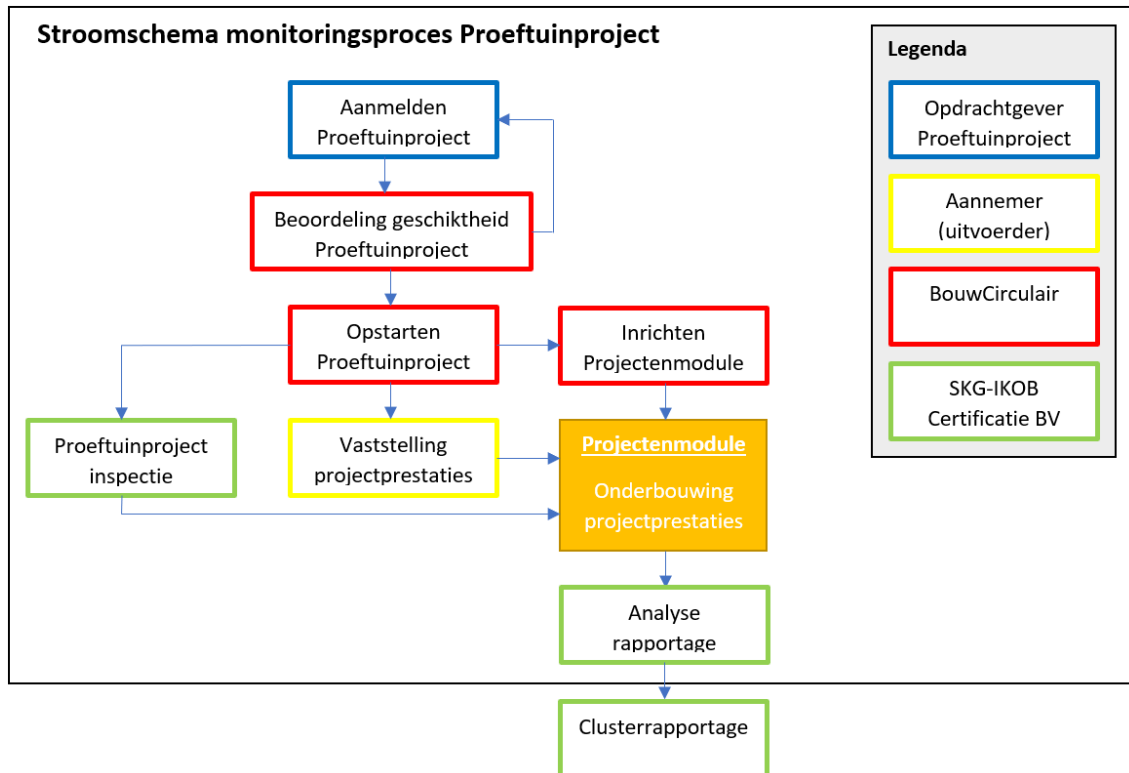 Stroomschema monitoringsproces Proeftuinproject
Aanmelden
Proeftuinproject
Beoordeling geschiktheid
Proeftuinproject
Opstarten
Proeftuinproject
Inrichten
Projectenmodule
Proeftuinproject
inspectie
Vaststelling
projectprestaties
Projectenmodule
Onderbouwing
projectprestaties
Analyse
rapportage
Clusterrapportage
Legenda
Opdrachtgever
Proeftuinproject
Aannemer
(uitvoerder)
BouwCirculair
SKG-IKOB
Certificatie BV